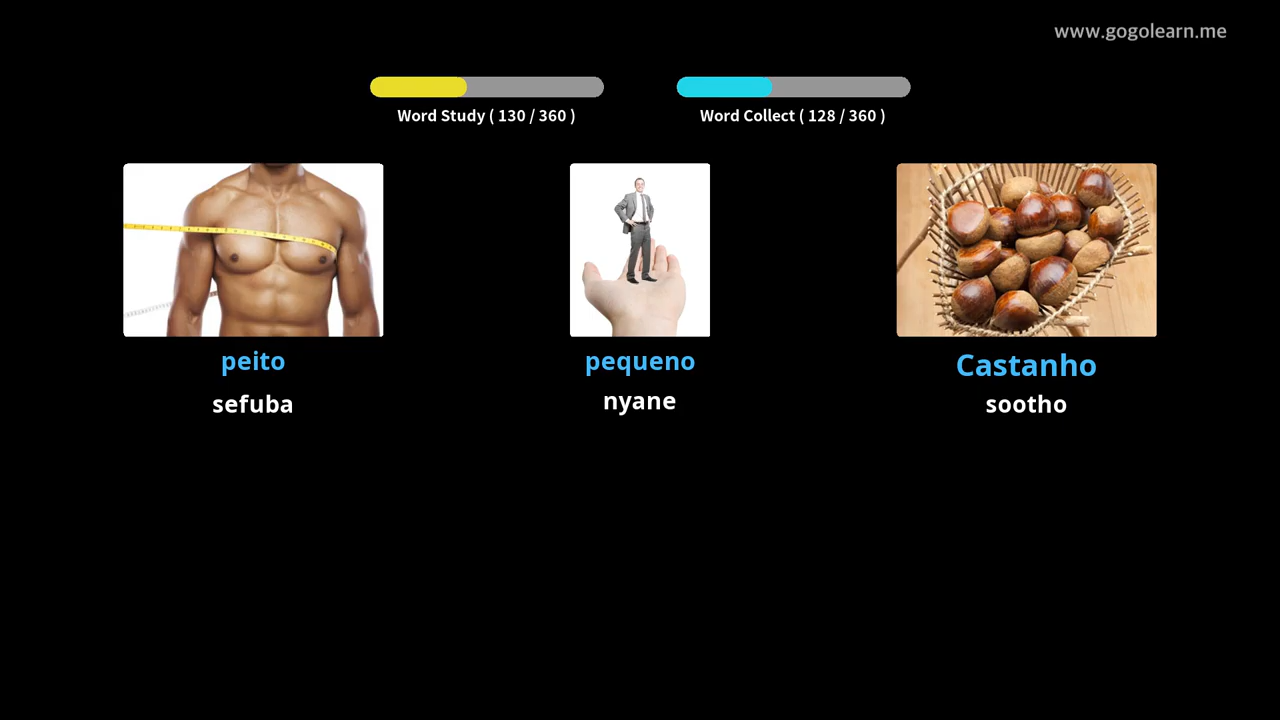 www.gogolearn.me
Word Study ( 130 / 360 )
Word Collect ( 128 / 360 )
peito
pequeno
Castanho
sefuba
nyane
sootho